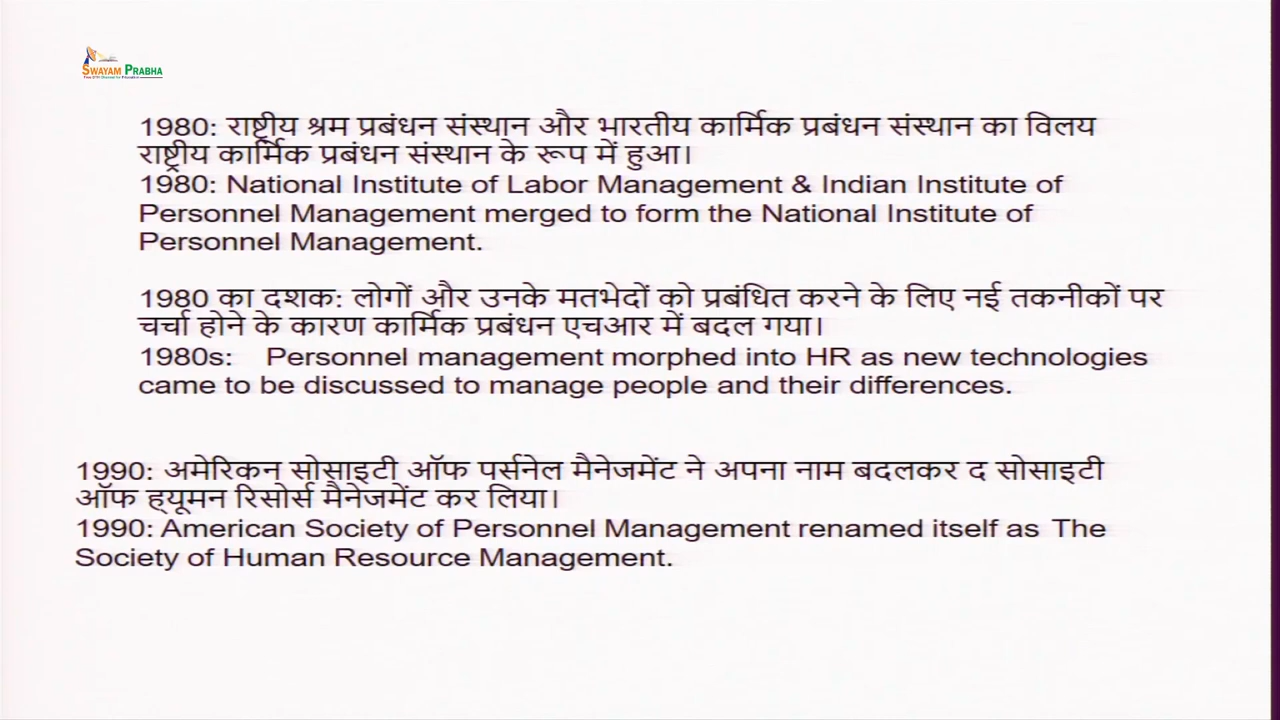 SWAYAM PRABHA
1980: राष्ट्रीय श्रम प्रबंधन संस्थान और भारतीय कार्मिक प्रबंधन संस्थान का विलय
राष्ट्रीय कार्मिक प्रबंधन संस्थान के रूप में हुआ।
1980: National Institute of Labor Management & Indian Institute of
Personnel Management merged to form the National Institute of
Personnel Management.
1980 का दशक: लोगों और उनके मतभेदों को प्रबंधित करने के लिए नई तकनीकों पर
चर्चा होने के कारण कार्मिक प्रबंधन एचआर में बदल गया।
1980s: Personnel management morphed into HR as new technologies
came to be discussed to manage people and their differences.
1990: अमेरिकन सोसाइटी ऑफ पर्सनेल मैनेजमेंट ने अपना नाम बदलकर द सोसाइटी
ऑफ ह्यूमन रिसोर्स मैनेजमेंट कर लिया।
1990: American Society of Personnel Management renamed itself as The
Society of Human Resource Management.